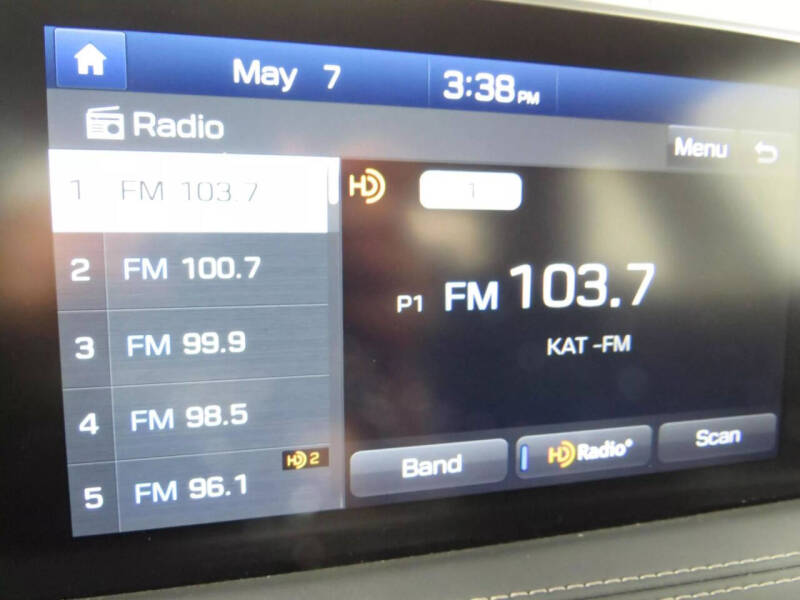 May 7 3:38 PM
Radio
Menu
1 FM 103.7
HD 1
2 FM 100.7
P1 FM 103.7
3 FM 99.9
KAT -FM
4 FM 98.5
HD 2
5 FM 96.1
Band
HD Radio®
Scan